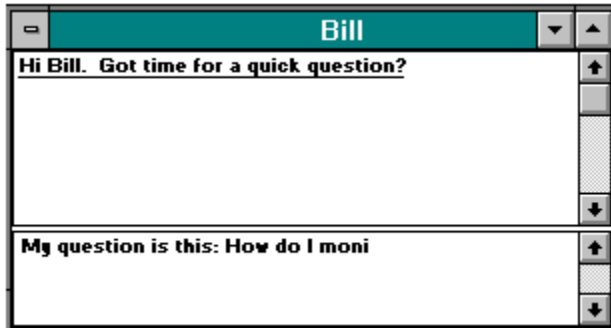 Bill
Hi Bill. Got time for a quick question?
My question is this: How do I moni